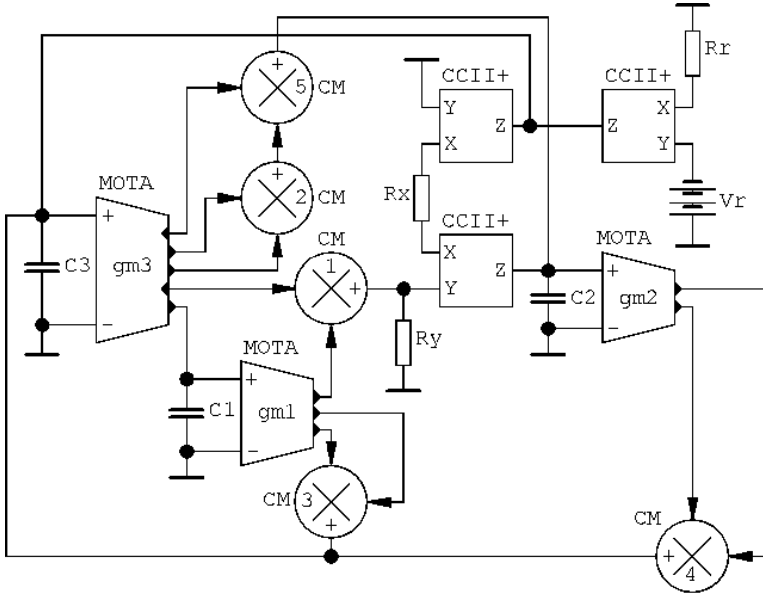 Rr
+
5 CM
CCII+
CCII+
Y
Z
Z
X
X
Y
MOTA
+
2 CM
Rx
Vr
CM
CCII+
MOTA
+
C3
gm3
1
+
X
Z
Y
+
C2
gm2
−
−
MOTA
Ry
+
C1
gm1
−
CM 3
+
CM
+
4